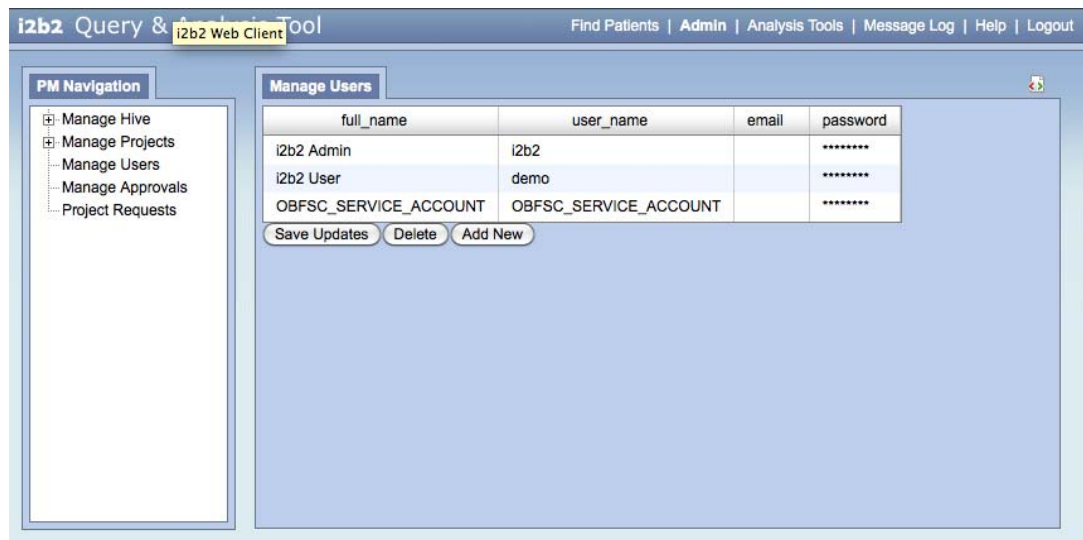 i2b2 Query & Tool
i2b2 Web Client
Find Patients | Admin | Analysis Tools | Message Log | Help | Logout
PM Navigation
Manage Hive
Manage Projects
Manage Users
Manage Approvals
Project Requests
Manage Users
full_name user_name email password
i2b2 Admin i2b2 ********
i2b2 User demo ********
OBFSC_SERVICE_ACCOUNT OBFSC_SERVICE_ACCOUNT ********
Save Updates Delete Add New